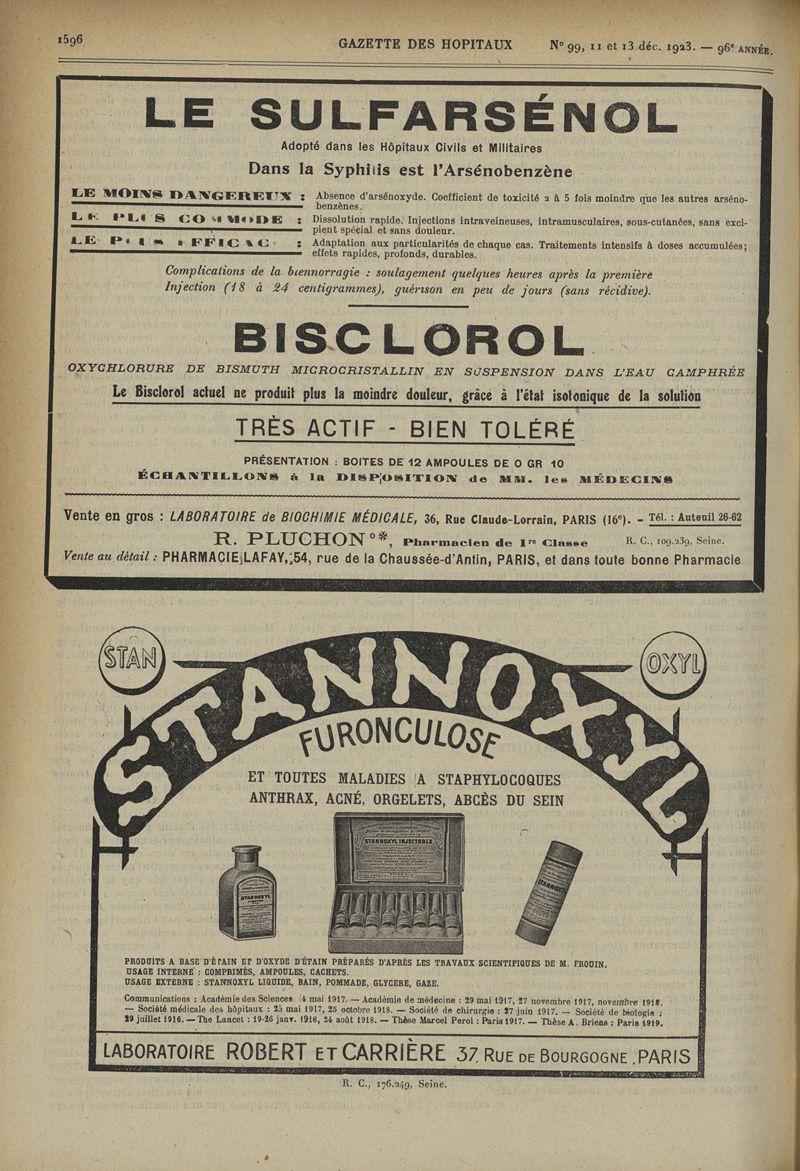 1596
GAZETTE DES HOPITAUX
N° 99, 11 et 13 déc. 1923. — 96e ANNÉE.
LE SULFARSÉNOL
Adopté dans les Hôpitaux Civils et Militaires
Dans la Syphilis est l'Arsénobenzène
LE MOINS DANGEREUX : Absence d'arsénoxyde. Coefficient de toxicité 2 à 5 fois moindre que les autres arséno-
benzènes.
LE PLUS COMMODE : Dissolution rapide. Injections intraveineuses, intramusculaires, sous-cutanées, sans exci-
pient spécial et sans douleur.
LE PLUS EFFICACE : Adaptation aux particularités de chaque cas. Traitements intensifs à doses accumulées;
effets rapides, profonds, durables.
Complications de la blennorragie : soulagement quelques heures après la première
Injection (18 à 24 centigrammes), guérison en peu de jours (sans récidive).
BISCLOROL
OXYCHLORURE DE BISMUTH MICROCRISTALLIN EN SUSPENSION DANS L'EAU CAMPHRÉE
Le Bisclorol actuel ne produit plus la moindre douleur, grâce à l'état isotonique de la solution
TRÈS ACTIF - BIEN TOLÉRÉ
PRÉSENTATION : BOITES DE 12 AMPOULES DE 0 GR 10
ÉCHANTILLONS à la DISPOSITION de MM. les MÉDECINS
Vente en gros : LABORATOIRE de BIOCHIMIE MÉDICALE, 36, Rue Claude-Lorrain, PARIS (16e). - Tél. : Auteuil 26-62
R. PLUCHON O*, Pharmacien de 1re Classe R. C., 109.239, Seine.
Vente au détail : PHARMACIE LAFAY, 54, rue de la Chaussée-d'Antin, PARIS, et dans toute bonne Pharmacie
STAN
OXYL
STANNOXYL
FURONCULOSE
ET TOUTES MALADIES A STAPHYLOCOQUES
ANTHRAX, ACNÉ, ORGELETS, ABCÈS DU SEIN
STANNOXYL INJECTABLE
STANNOXYL
STANNOXYL
PRODUITS A BASE D'ÉTAIN ET D'OXYDE D'ÉTAIN PRÉPARÉS D'APRÈS LES TRAVAUX SCIENTIFIQUES DE M. FROUIN.
USAGE INTERNE : COMPRIMÉS, AMPOULES, CACHETS.
USAGE EXTERNE : STANNOXYL LIQUIDE, BAIN, POMMADE, GLYCERE, GAZE.
Communications : Académie des Sciences 14 mai 1917. — Académie de médecine : 29 mai 1917, 27 novembre 1917, novembre 1918.
— Société médicale des hôpitaux : 25 mai 1917, 25 octobre 1918. — Société de chirurgie : 27 juin 1917. — Société de biologie :
29 juillet 1916. — The Lancet : 19-26 janv. 1918, 24 août 1918. — Thèse Marcel Perol : Paris 1917. — Thèse A. Briens : Paris 1919.
LABORATOIRE ROBERT ET CARRIÈRE 37, RUE DE BOURGOGNE, PARIS
R. C., 176.249, Seine.